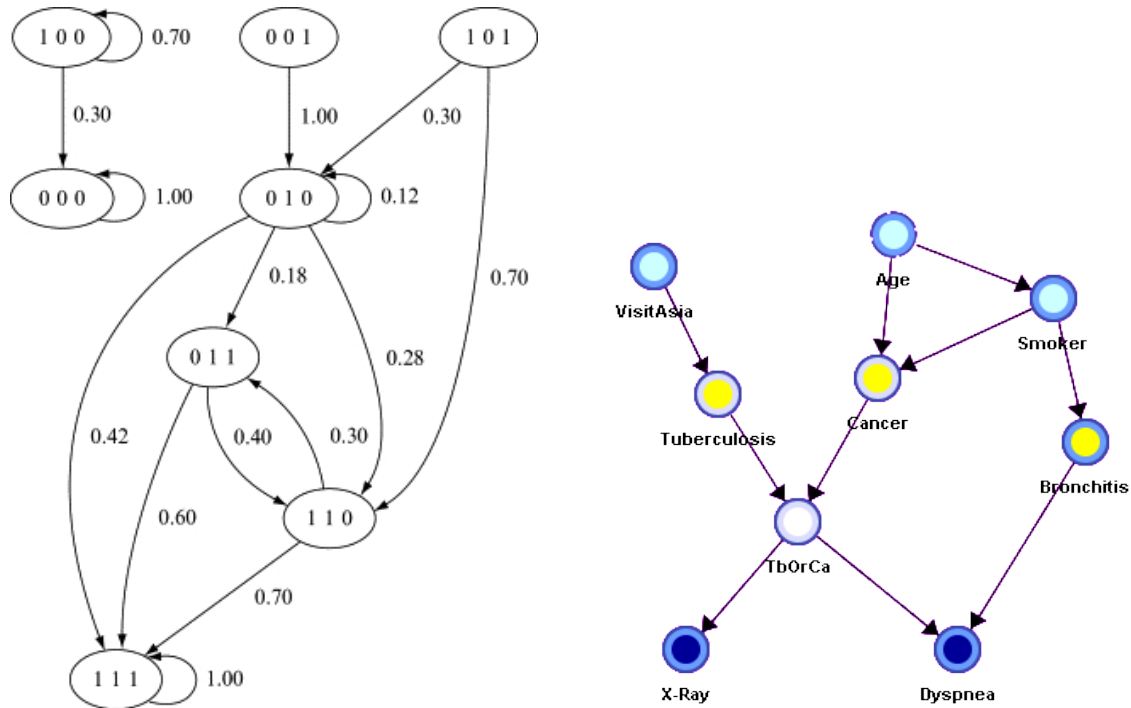 1 0 0
0.70
0 0 1
1 0 1
0.30
1.00
0.30
0 0 0
1.00
0 1 0
0.12
0.18
0.70
0 1 1
0.28
0.42
0.40
0.30
0.60
1 1 0
0.70
1 1 1
1.00
Age
VisitAsia
Smoker
Tuberculosis
Cancer
Bronchitis
TbOrCa
X-Ray
Dyspnea